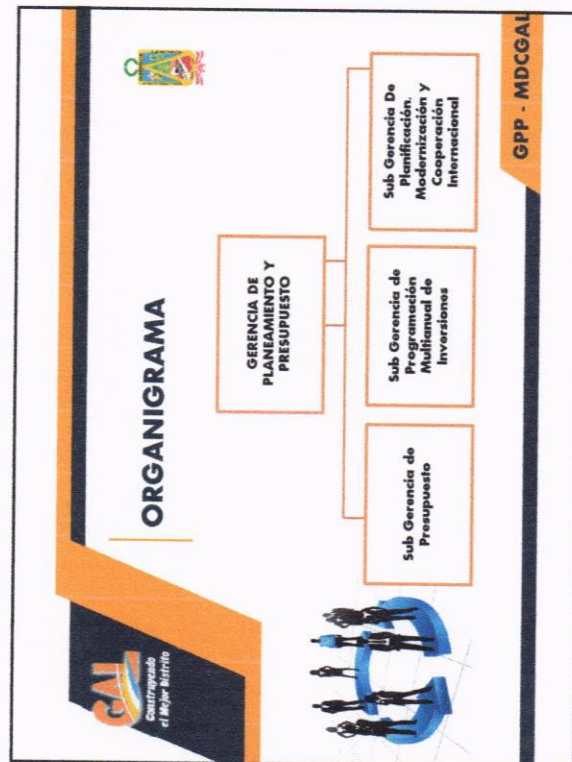 GAL
Construyendo
el Mejor Distrito
ORGANIGRAMA
GERENCIA DE
PLANEAMIENTO Y
PRESUPUESTO
Sub Gerencia de
Presupuesto
Sub Gerencia de
Programación
Multianual de
Inversiones
Sub Gerencia De
Planificación,
Modernización y
Cooperación
Internacional
GPP - MDCGAL